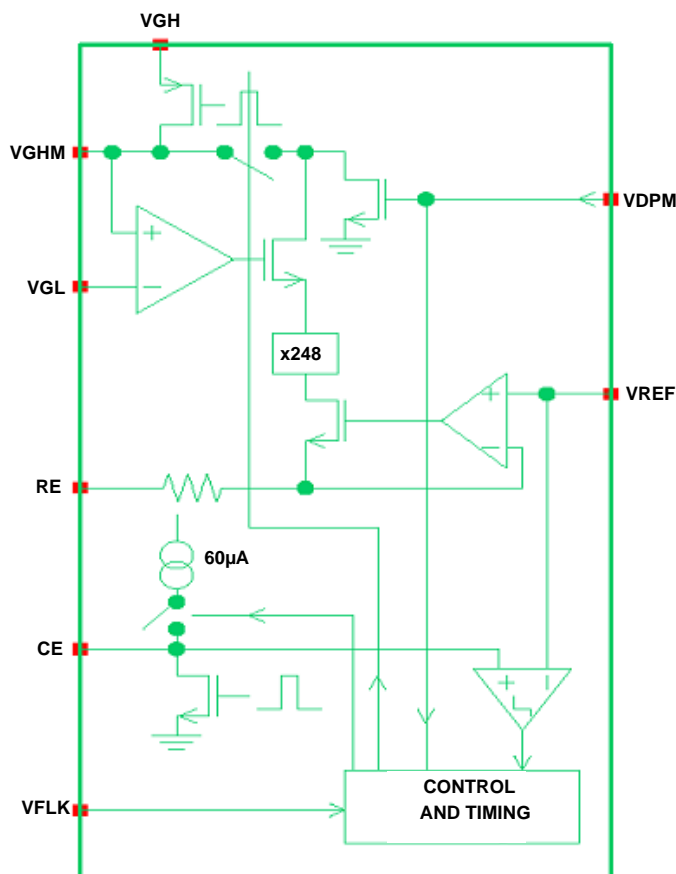 VGH
VGHM
VDPM
+
VGL
−
x248
+
VREF
−
RE
60µA
CE
+ −
CONTROL
AND TIMING
VFLK